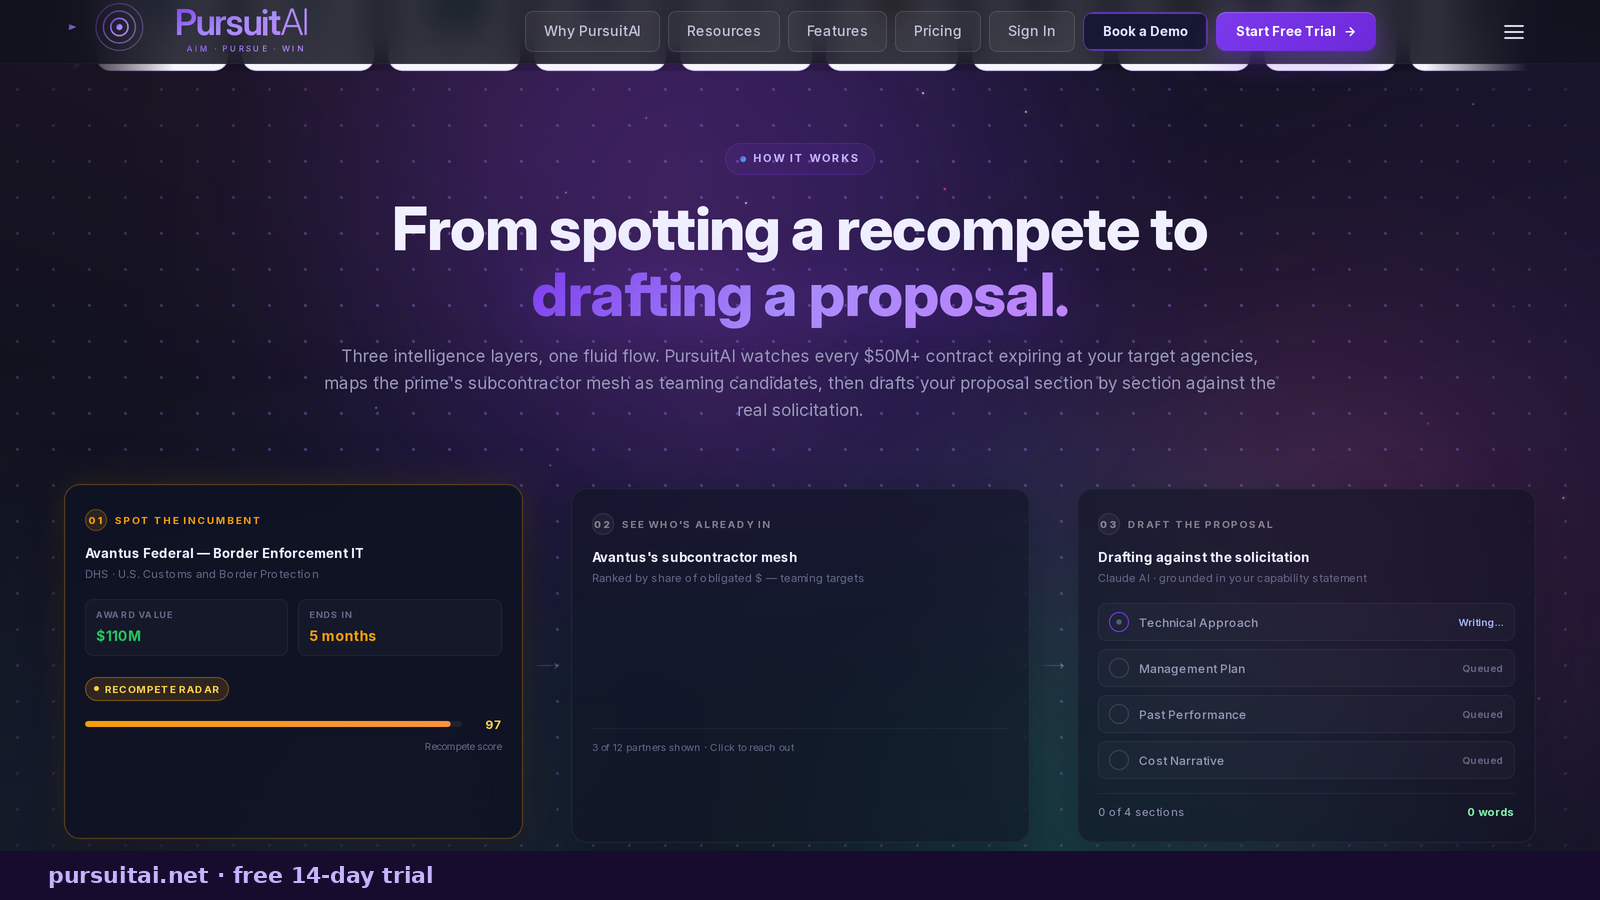 PursuitAI
AIM · PURSUE · WIN
Why PursuitAI
Resources
Features
Pricing
Sign In
Book a Demo
Start Free Trial →
HOW IT WORKS
From spotting a recompete to
drafting a proposal.
Three intelligence layers, one fluid flow. PursuitAI watches every $50M+ contract expiring at your target agencies,
maps the prime's subcontractor mesh as teaming candidates, then drafts your proposal section by section against the
real solicitation.
01 SPOT THE INCUMBENT
Avantus Federal — Border Enforcement IT
DHS · U.S. Customs and Border Protection
AWARD VALUE
$110M
ENDS IN
5 months
RECOMPETE RADAR
97
Recompete score
02 SEE WHO'S ALREADY IN
Avantus's subcontractor mesh
Ranked by share of obligated $ — teaming targets
3 of 12 partners shown · Click to reach out
03 DRAFT THE PROPOSAL
Drafting against the solicitation
Claude AI · grounded in your capability statement
Technical Approach Writing...
Management Plan Queued
Past Performance Queued
Cost Narrative Queued
0 of 4 sections 0 words
pursuitai.net · free 14-day trial